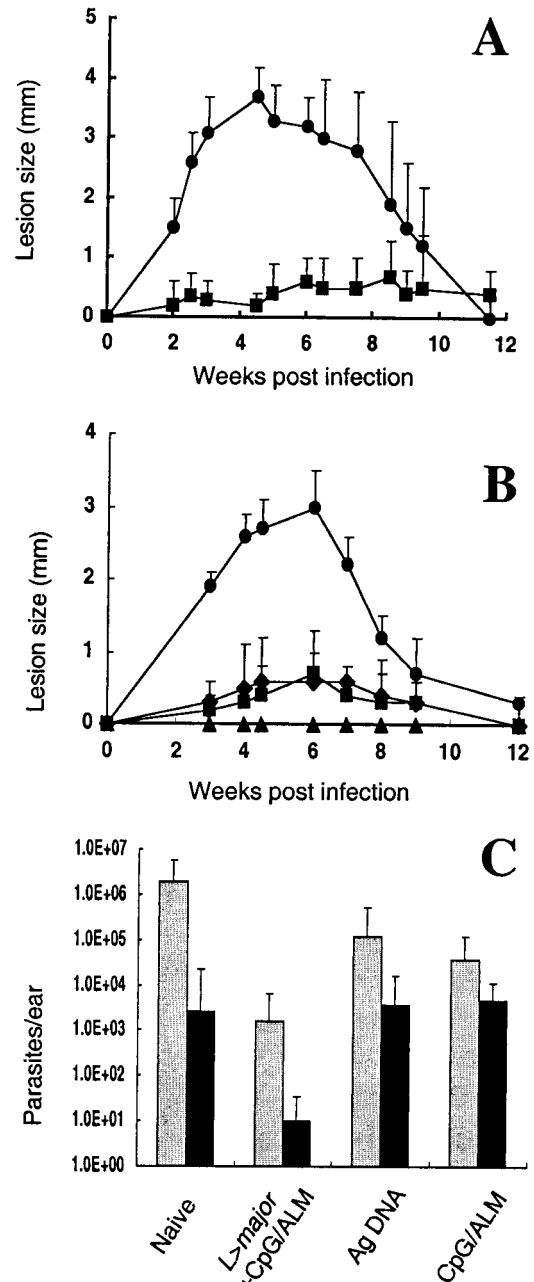 A
5
4
3
2
1
0
Lesion size (mm)
0 2 4 6 8 10 12
Weeks post infection
B
4
3
2
1
0
Lesion size (mm)
0 2 4 6 8 10 12
Weeks post infection
C
1.0E+07
1.0E+06
1.0E+05
1.0E+04
1.0E+03
1.0E+02
1.0E+01
1.0E+00
Parasites/ear
Naive
L>major
+CpG/ALM
Ag DNA
CpG/ALM